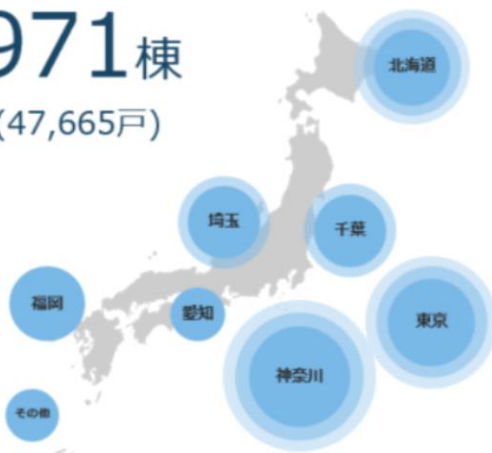 971棟
(47,665戸)
北海道
埼玉
千葉
福岡
愛知
東京
神奈川
その他